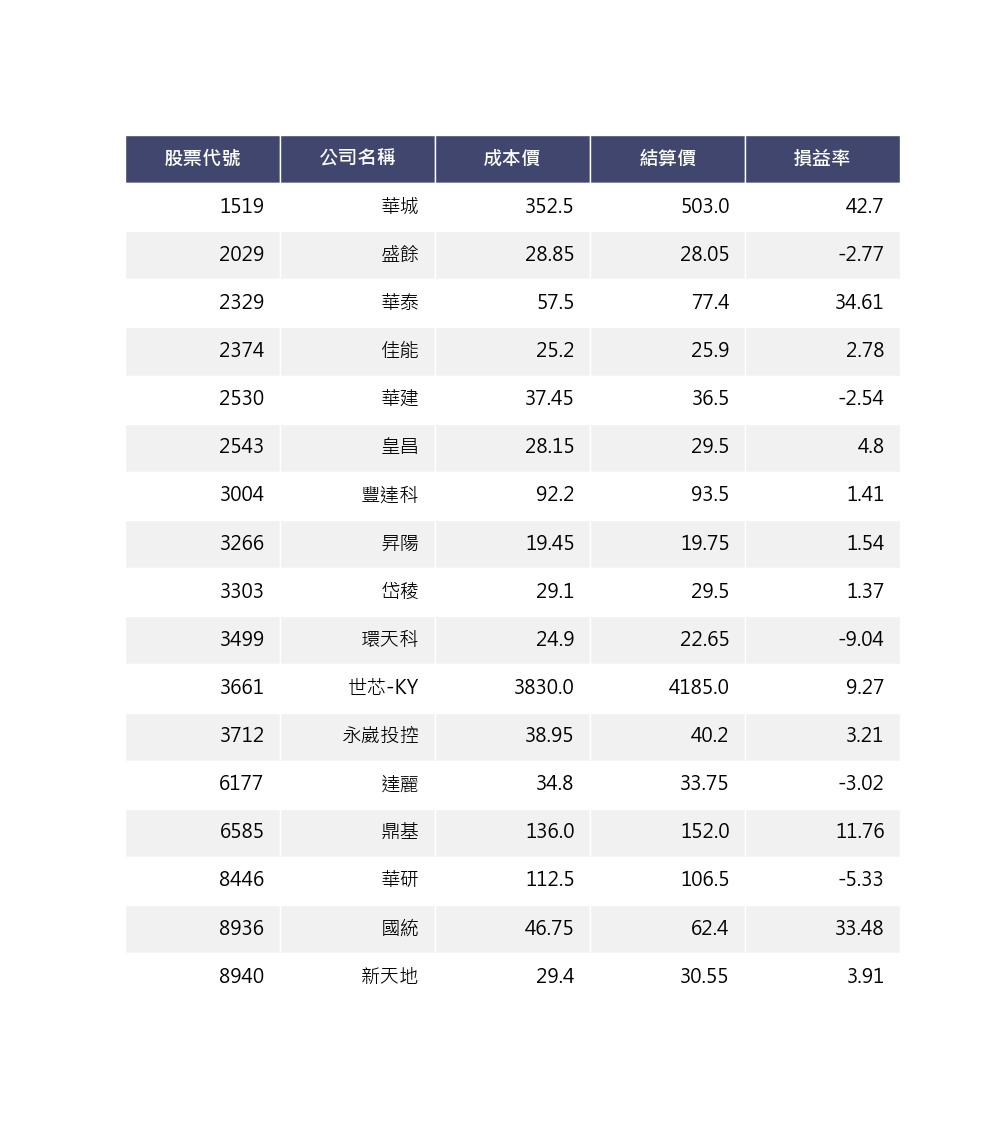 股票代號 公司名稱 成本價 結算價 損益率
1519 華城 352.5 503.0 42.7
2029 盛餘 28.85 28.05 -2.77
2329 華泰 57.5 77.4 34.61
2374 佳能 25.2 25.9 2.78
2530 華建 37.45 36.5 -2.54
2543 皇昌 28.15 29.5 4.8
3004 豐達科 92.2 93.5 1.41
3266 昇陽 19.45 19.75 1.54
3303 岱稜 29.1 29.5 1.37
3499 環天科 24.9 22.65 -9.04
3661 世芯-KY 3830.0 4185.0 9.27
3712 永崴投控 38.95 40.2 3.21
6177 達麗 34.8 33.75 -3.02
6585 鼎基 136.0 152.0 11.76
8446 華研 112.5 106.5 -5.33
8936 國統 46.75 62.4 33.48
8940 新天地 29.4 30.55 3.91